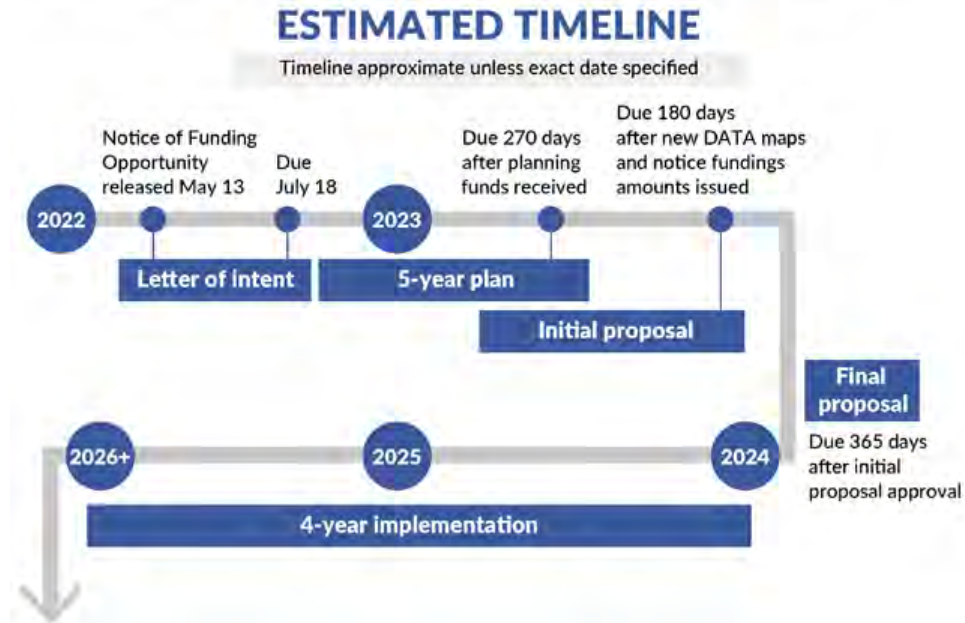 ESTIMATED TIMELINE
Timeline approximate unless exact date specified
Notice of Funding
Opportunity
released May 13
Due
July 18
Due 270 days
after planning
funds received
Due 180 days
after new DATA maps
and notice fundings
amounts issued
2022
2023
Letter of intent
5-year plan
Initial proposal
Final
proposal
Due 365 days
after initial
proposal approval
2026+
2025
2024
4-year implementation